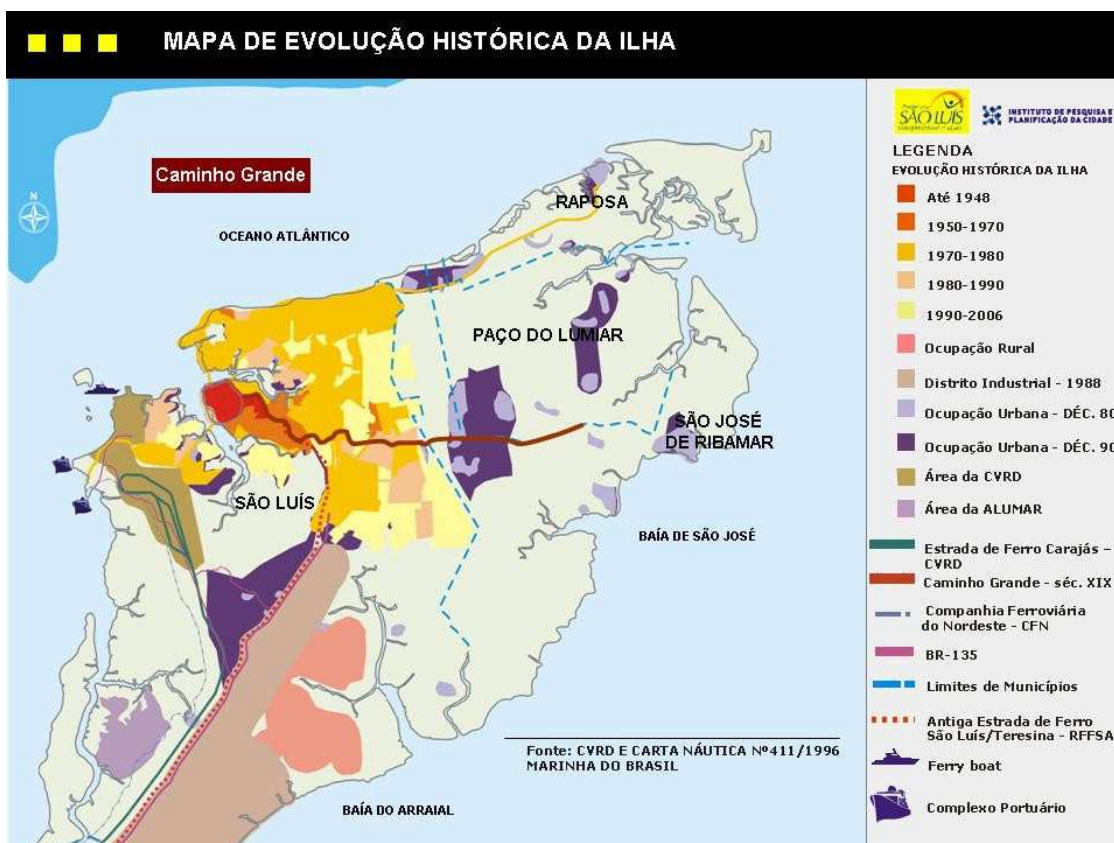 MAPA DE EVOLUÇÃO HISTÓRICA DA ILHA
SÃO LUÍS
INSTITUTO DE PESQUISA E
PLANIFICAÇÃO DA CIDADE
Caminho Grande
N
OCEANO ATLÂNTICO
RAPOSA
PAÇO DO LUMIAR
SÃO JOSÉ
DE RIBAMAR
SÃO LUÍS
BAÍA DE SÃO JOSÉ
Fonte: CVRD E CARTA NÁUTICA Nº411/1996
MARINHA DO BRASIL
BAÍA DO ARRAIAL
LEGENDA
EVOLUÇÃO HISTÓRICA DA ILHA
Até 1948
1950-1970
1970-1980
1980-1990
1990-2006
Ocupação Rural
Distrito Industrial - 1988
Ocupação Urbana - DÉC. 80
Ocupação Urbana - DÉC. 90
Área da CVRD
Área da ALUMAR
Estrada de Ferro Carajás –
CVRD
Caminho Grande - séc. XIX
Companhia Ferroviária
do Nordeste - CFN
BR-135
Limites de Municípios
Antiga Estrada de Ferro
São Luís/Teresina - RFFSA
Ferry boat
Complexo Portuário